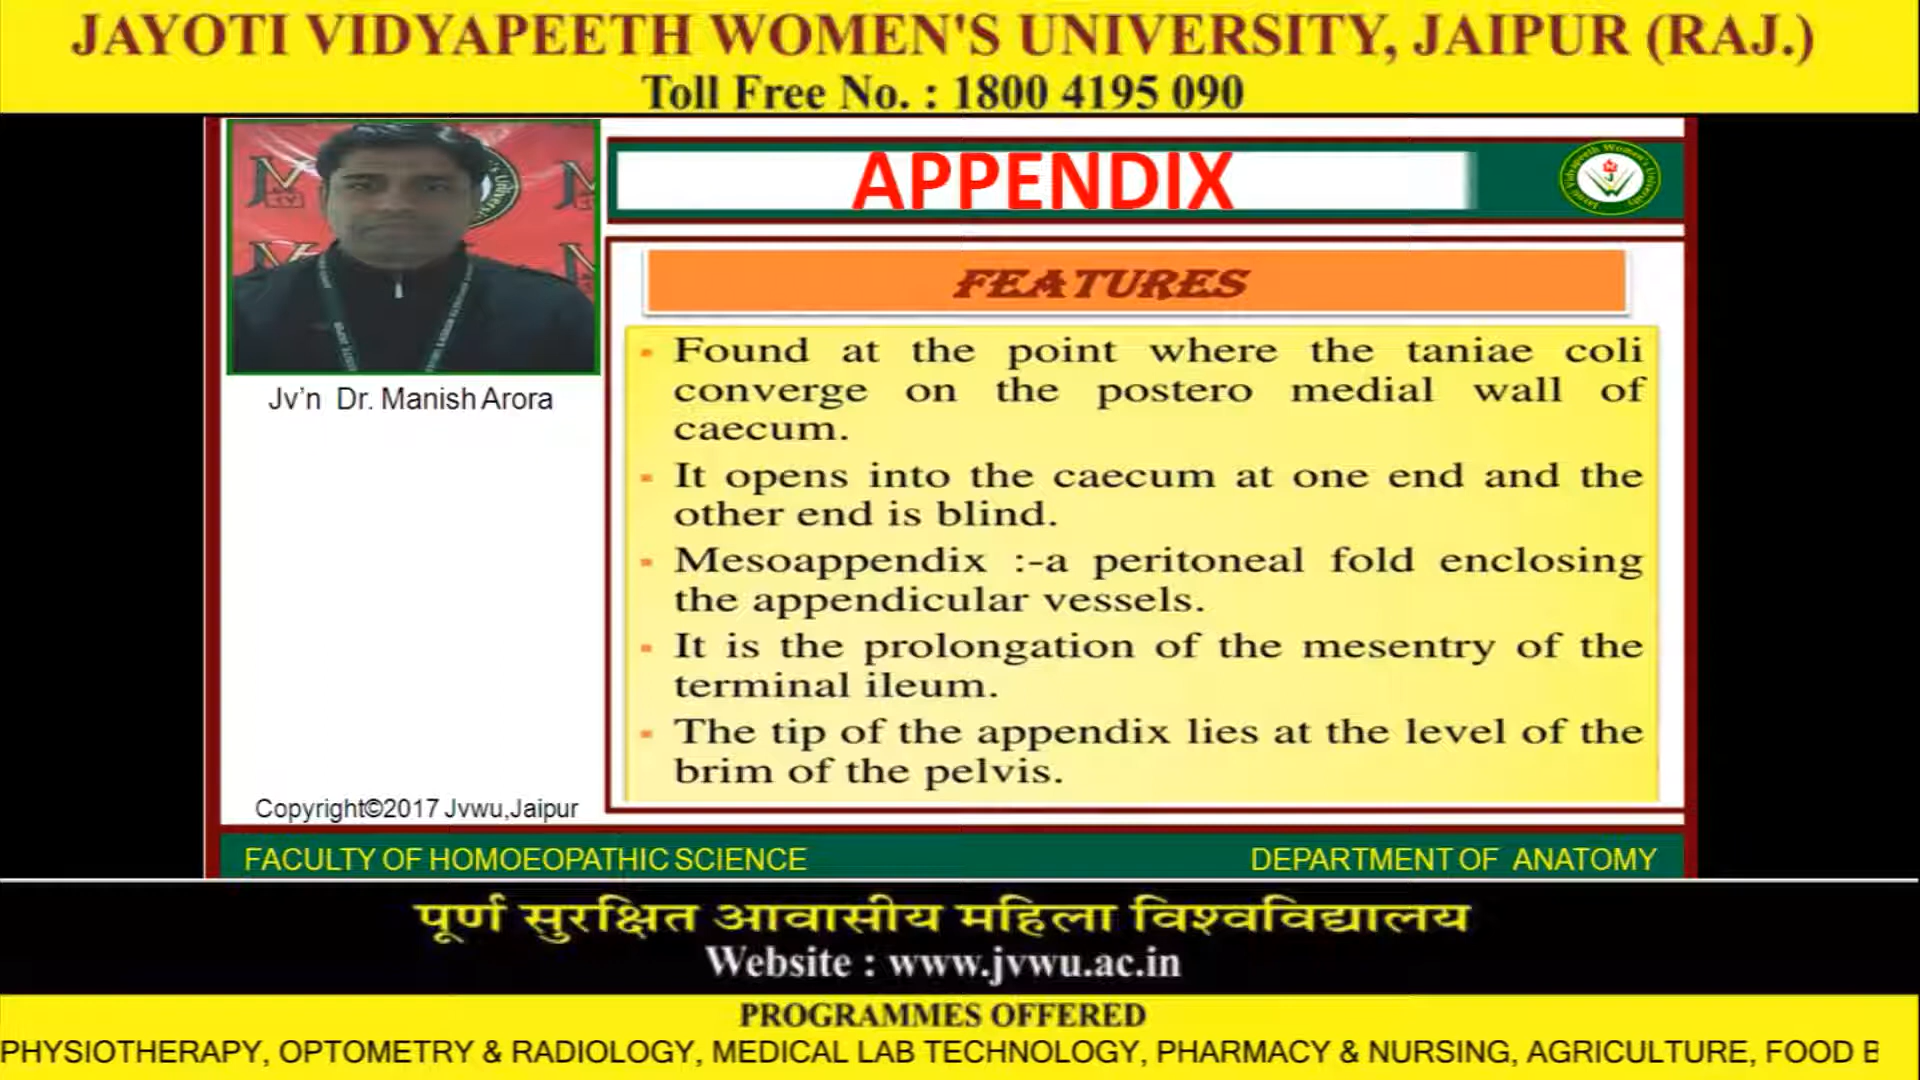 JAYOTI VIDYAPEETH WOMEN'S UNIVERSITY, JAIPUR (RAJ.)
Toll Free No. : 1800 4195 090
APPENDIX
FEATURES
Jv'n Dr. Manish Arora
Found at the point where the taniae coli
converge on the postero medial wall of
caecum.
It opens into the caecum at one end and the
other end is blind.
Mesoappendix :-a peritoneal fold enclosing
the appendicular vessels.
It is the prolongation of the mesentry of the
terminal ileum.
The tip of the appendix lies at the level of the
brim of the pelvis.
Copyright©2017 Jvwu,Jaipur
FACULTY OF HOMOEOPATHIC SCIENCE
DEPARTMENT OF ANATOMY
पूर्ण सुरक्षित आवासीय महिला विश्वविद्यालय
Website : www.jvwu.ac.in
PROGRAMMES OFFERED
PHYSIOTHERAPY, OPTOMETRY & RADIOLOGY, MEDICAL LAB TECHNOLOGY, PHARMACY & NURSING, AGRICULTURE, FOOD